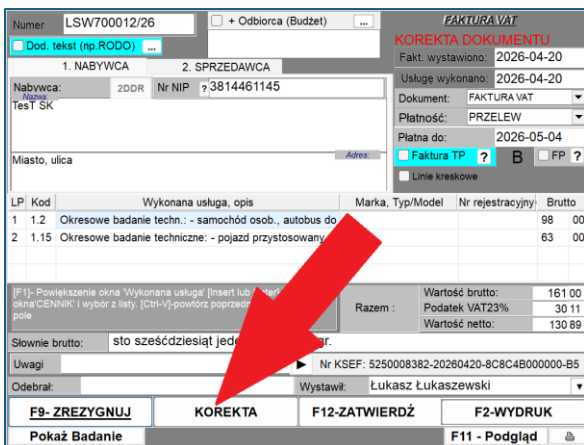 Numer LSW700012/26 + Odbiorca (Budżet) ... FAKTURA VAT
KOREKTA DOKUMENTU
Dod. tekst (np.RODO) ...
Fakt. wystawiono: 2026-04-20
1. NABYWCA 2. SPRZEDAWCA
Usługę wykonano: 2026-04-20
Nabywca: 2DDR Nr NIP ? 3814461145
Nazwa
Dokument: FAKTURA VAT
TesT SK
Płatność: PRZELEW
Płatna do: 2026-05-04
Miasto, ulica Adres:
Faktura TP ? B FP ?
Linie kreskowe
LP Kod Wykonana usługa, opis Marka, Typ/Model Nr rejestracyjny Brutto
1 1.2 Okresowe badanie techn.: - samochód osob., autobus do 98 00
2 1.15 Okresowe badanie techniczne: - pojazd przystosowany 63 00
[F1]- Powiększenie okna 'Wykonana usługa' [Insert lub
okna'CENNIK' i wybór z listy. [Ctrl-V]-powtórz
pole
Razem :
Wartość brutto: 161 00
Podatek VAT23% 30 11
Wartość netto: 130 89
Słownie brutto: sto sześćdziesiąt gr.
Uwagi Nr KSEF: 5250008382-20260420-8C8C4B000000-B5
Odebrał: Wystawił: Łukasz Łukaszewski
F9- ZREZYGNUJ KOREKTA F12-ZATWIERDŹ F2-WYDRUK
Pokaż Badanie F11 - Podgląd